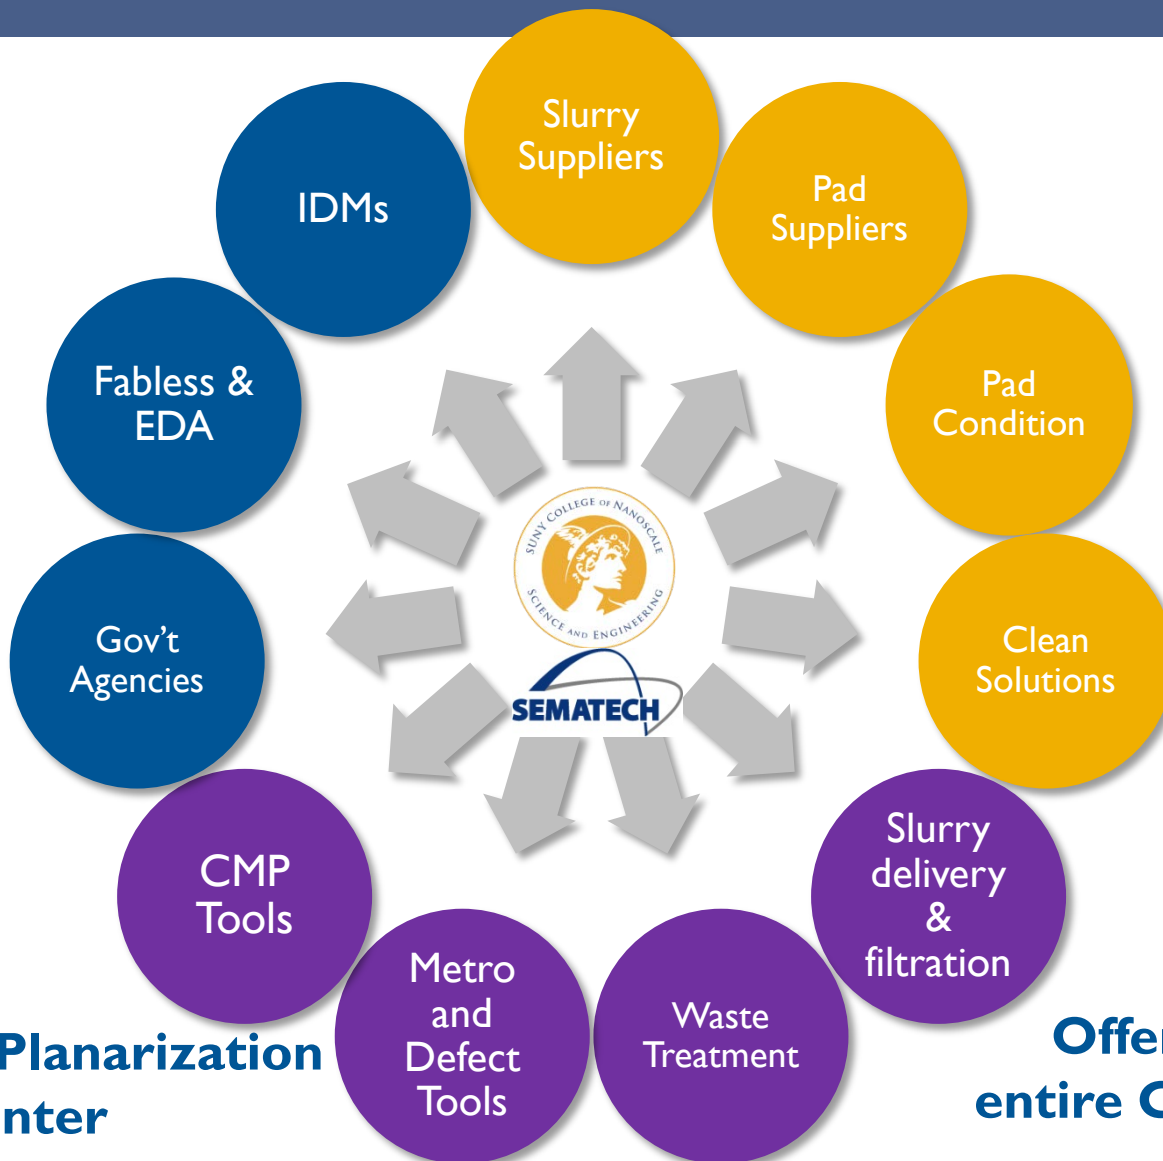 Slurry
Suppliers
IDMs
Pad
Suppliers
Fabless &
EDA
Pad
Condition
SUNY COLLEGE OF NANOSCALE
SCIENCE AND ENGINEERING
SEMATECH
Gov't
Agencies
Clean
Solutions
CMP
Tools
Slurry
delivery
&
filtration
Metro
and
Defect
Tools
Waste
Treatment
Planarization
nter
Offer
entire C